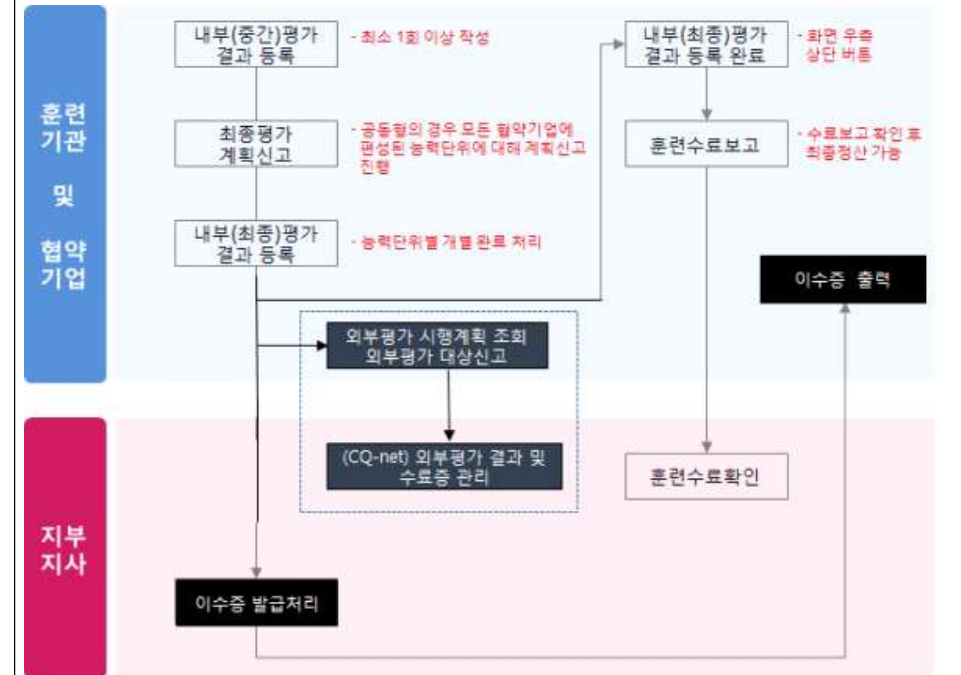 훈련
기관
및
협약
기업
내부(중간)평가
결과 등록
- 최소 1회 이상 작성
최종평가
계획신고
- 공동형의 경우 모든 협약기업에
편성된 능력단위에 대해 계획신고
진행
내부(최종)평가
결과 등록
- 능력단위별 개별 완료 처리
내부(최종)평가
결과 등록 완료
- 화면 우측
상단 버튼
훈련수료보고
- 수료보고 확인 후
최종정산 가능
이수증 출력
외부평가 시행계획 조회
외부평가 대상신고
지부
지사
(CQ-net) 외부평가 결과 및
수료증 관리
훈련수료확인
이수증 발급처리